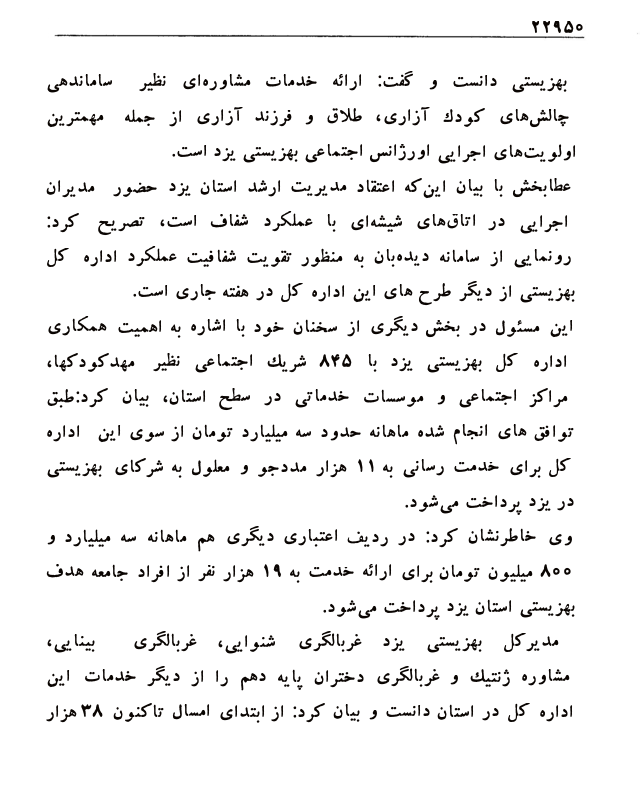 ۲۲۹۵۰
بهزیستی دانست و گفت: ارائه خدمات مشاوره‌ای نظیر ساماندهی
چالش‌های کودك آزاری، طلاق و فرزند آزاری از جمله مهمترین
اولویت‌های اجرایی اورژانس اجتماعی بهزیستی یزد است.
عطابخش با بیان این‌که اعتقاد مدیریت ارشد استان یزد حضور مدیران
اجرایی در اتاق‌های شیشه‌ای با عملکرد شفاف است، تصریح کرد:
رونمایی از سامانه دیده‌بان به منظور تقویت شفافیت عملکرد اداره کل
بهزیستی از دیگر طرح های این اداره کل در هفته جاری است.
این مسئول در بخش دیگری از سخنان خود با اشاره به اهمیت همکاری
اداره کل بهزیستی یزد با ۸۴۵ شریك اجتماعی نظیر مهدکودکها،
مراکز اجتماعی و موسسات خدماتی در سطح استان، بیان کرد:طبق
توافق های انجام شده ماهانه حدود سه میلیارد تومان از سوی این اداره
کل برای خدمت رسانی به ۱۱ هزار مددجو و معلول به شرکای بهزیستی
در یزد پرداخت می‌شود.
وی خاطرنشان کرد: در ردیف اعتباری دیگری هم ماهانه سه میلیارد و
۸۰۰ میلیون تومان برای ارائه خدمت به ۱۹ هزار نفر از افراد جامعه هدف
بهزیستی استان یزد پرداخت می‌شود.
مدیرکل بهزیستی یزد غربالگری شنوایی، غربالگری بینایی،
مشاوره ژنتیك و غربالگری دختران پایه دهم را از دیگر خدمات این
اداره کل در استان دانست و بیان کرد: از ابتدای امسال تاکنون ۳۸ هزار